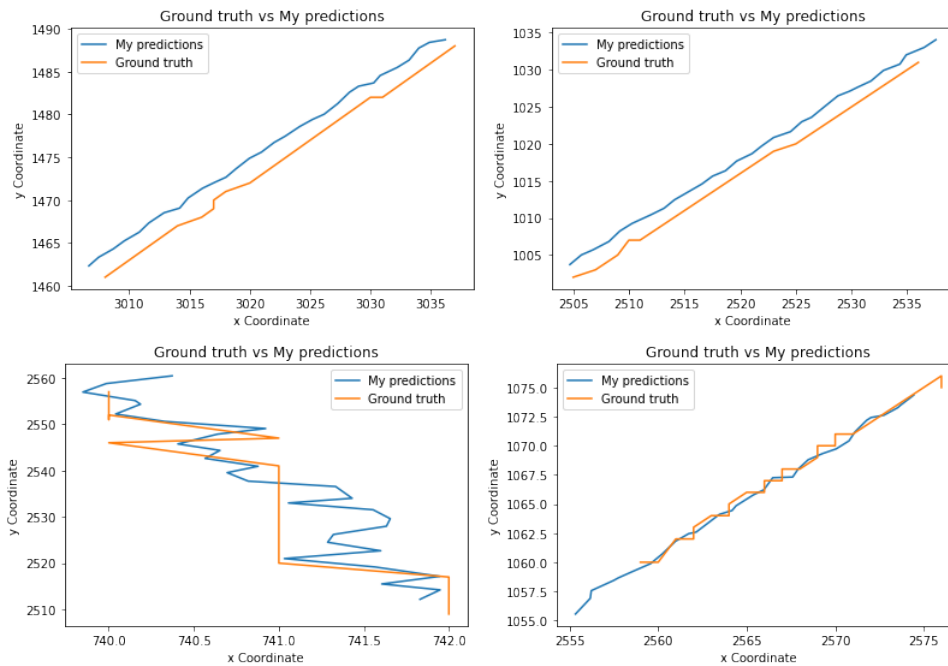 Ground truth vs My predictions
1490
1485
1480
1475
1470
1465
1460
y Coordinate
My predictions
Ground truth
3010
3015
3020
3025
3030
3035
x Coordinate
Ground truth vs My predictions
1035
1030
1025
1020
1015
1010
1005
y Coordinate
My predictions
Ground truth
2505
2510
2515
2520
2525
2530
2535
x Coordinate
Ground truth vs My predictions
2560
2550
2540
2530
2520
2510
y Coordinate
My predictions
Ground truth
740.0
740.5
741.0
741.5
742.0
x Coordinate
Ground truth vs My predictions
1075.0
1072.5
1070.0
1067.5
1065.0
1062.5
1060.0
1057.5
1055.0
y Coordinate
My predictions
Ground truth
2555
2560
2565
2570
2575
x Coordinate